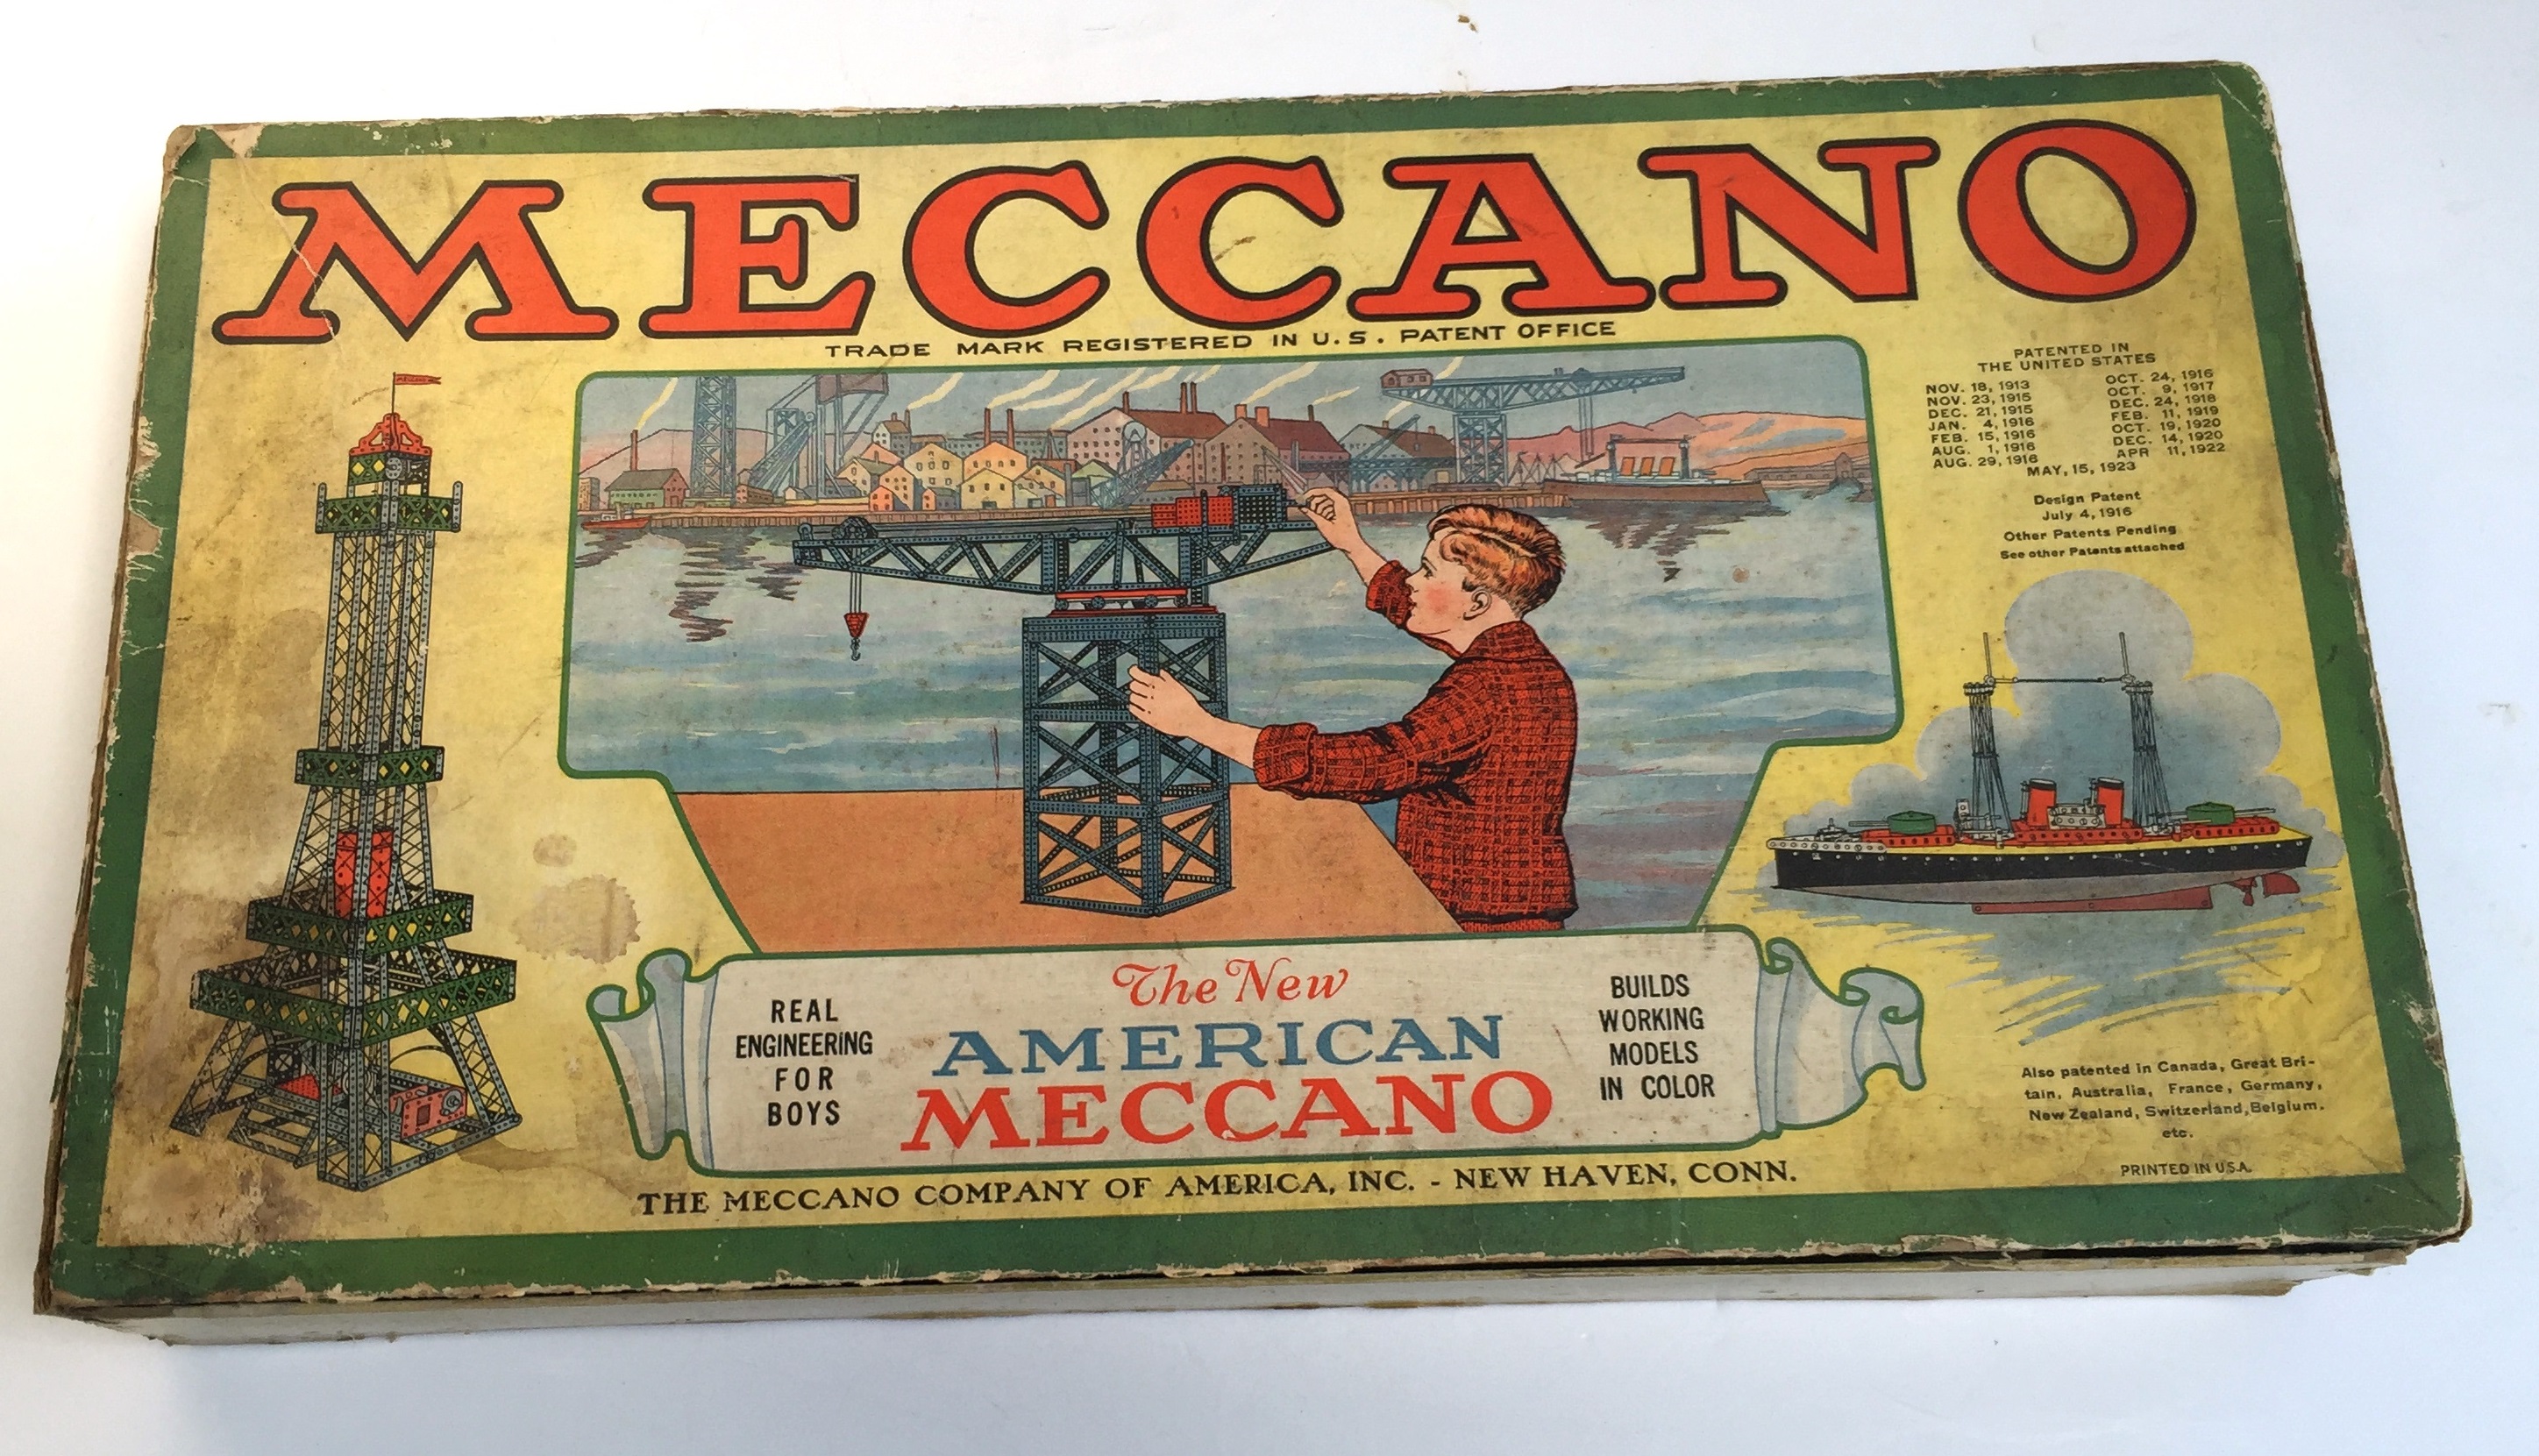 MECCANO
TRADE MARK REGISTERED IN U.S. PATENT OFFICE
PATENTED IN
THE UNITED STATES
NOV. 18, 1913 OCT. 24, 1916
NOV. 23, 1915 OCT. 9, 1917
DEC. 21, 1915 DEC. 24, 1918
JAN. 4, 1916 FEB. 11, 1919
FEB. 15, 1916 OCT. 19, 1920
AUG. 1, 1916 DEC. 14, 1920
AUG. 29, 1916 APR 11, 1922
MAY, 15, 1923
Design Patent
July 4, 1916
Other Patents Pending
See other Patents attached
MECCANO
REAL
ENGINEERING
FOR
BOYS
The New
AMERICAN
MECCANO
BUILDS
WORKING
MODELS
IN COLOR
Also patented in Canada, Great Bri-
tain, Australia, France, Germany,
New Zealand, Switzerland, Belgium.
etc.
PRINTED IN U.S.A.
THE MECCANO COMPANY OF AMERICA, INC. - NEW HAVEN, CONN.